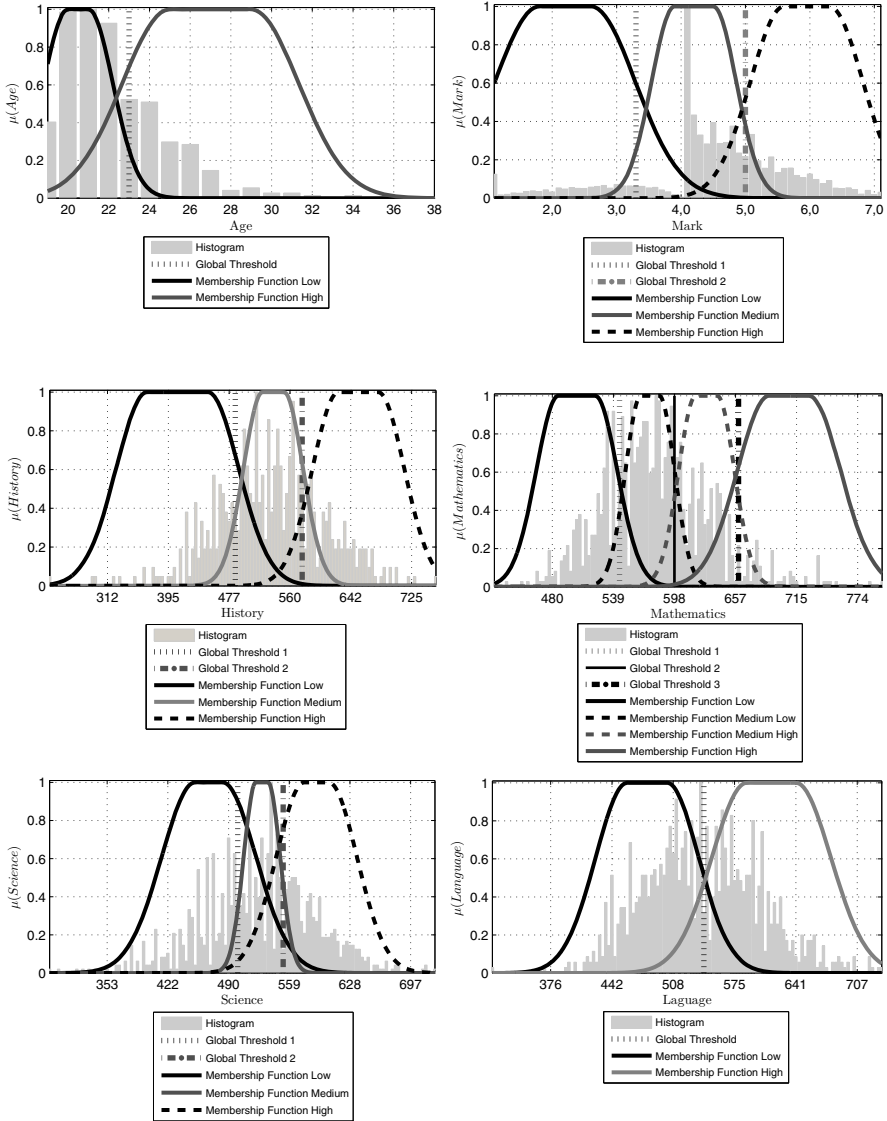 μ(Age)
1
0.8
0.6
0.4
0.2
0
20 22 24 26 28 30 32 34 36 38
Age
Histogram
Global Threshold
Membership Function Low
Membership Function High
μ(Mark)
1
0.8
0.6
0.4
0.2
0
2,0 3,0 4,0 5,0 6,0 7,0
Mark
Histogram
Global Threshold 1
Global Threshold 2
Membership Function Low
Membership Function Medium
Membership Function High
μ(History)
1
0.8
0.6
0.4
0.2
0
312 395 477 560 642 725
History
Histogram
Global Threshold 1
Global Threshold 2
Membership Function Low
Membership Function Medium
Membership Function High
μ(Mathematics)
1
0.8
0.6
0.4
0.2
0
480 539 598 657 715 774
Mathematics
Histogram
Global Threshold 1
Global Threshold 2
Global Threshold 3
Membership Function Low
Membership Function Medium Low
Membership Function Medium High
Membership Function High
μ(Science)
1
0.8
0.6
0.4
0.2
0
353 422 490 559 628 697
Science
Histogram
Global Threshold 1
Global Threshold 2
Membership Function Low
Membership Function Medium
Membership Function High
μ(Language)
1
0.8
0.6
0.4
0.2
0
376 442 508 575 641 707
Laguage
Histogram
Global Threshold
Membership Function Low
Membership Function High